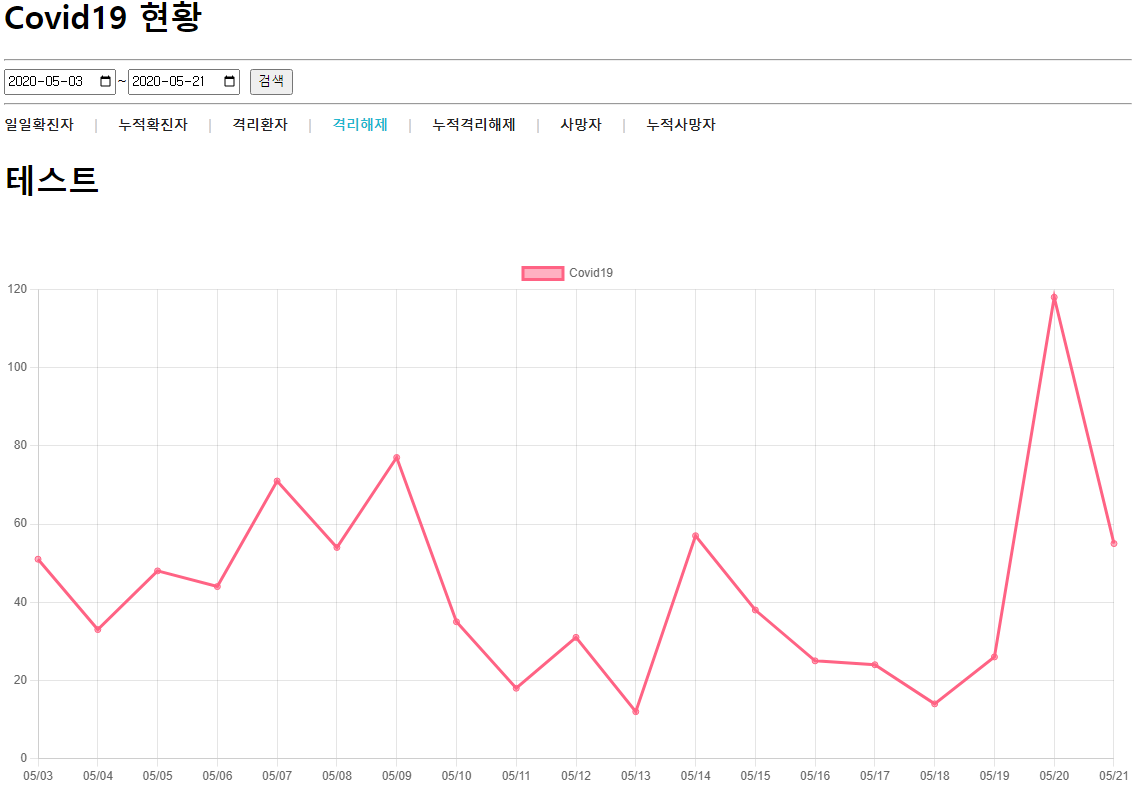 Covid19 현황
2020-05-03 ~ 2020-05-21 검색
일일확진자 | 누적확진자 | 격리환자 | 격리해제 | 누적격리해제 | 사망자 | 누적사망자
테스트
Covid19
120
100
80
60
40
20
0
05/03 05/04 05/05 05/06 05/07 05/08 05/09 05/10 05/11 05/12 05/13 05/14 05/15 05/16 05/17 05/18 05/19 05/20 05/21